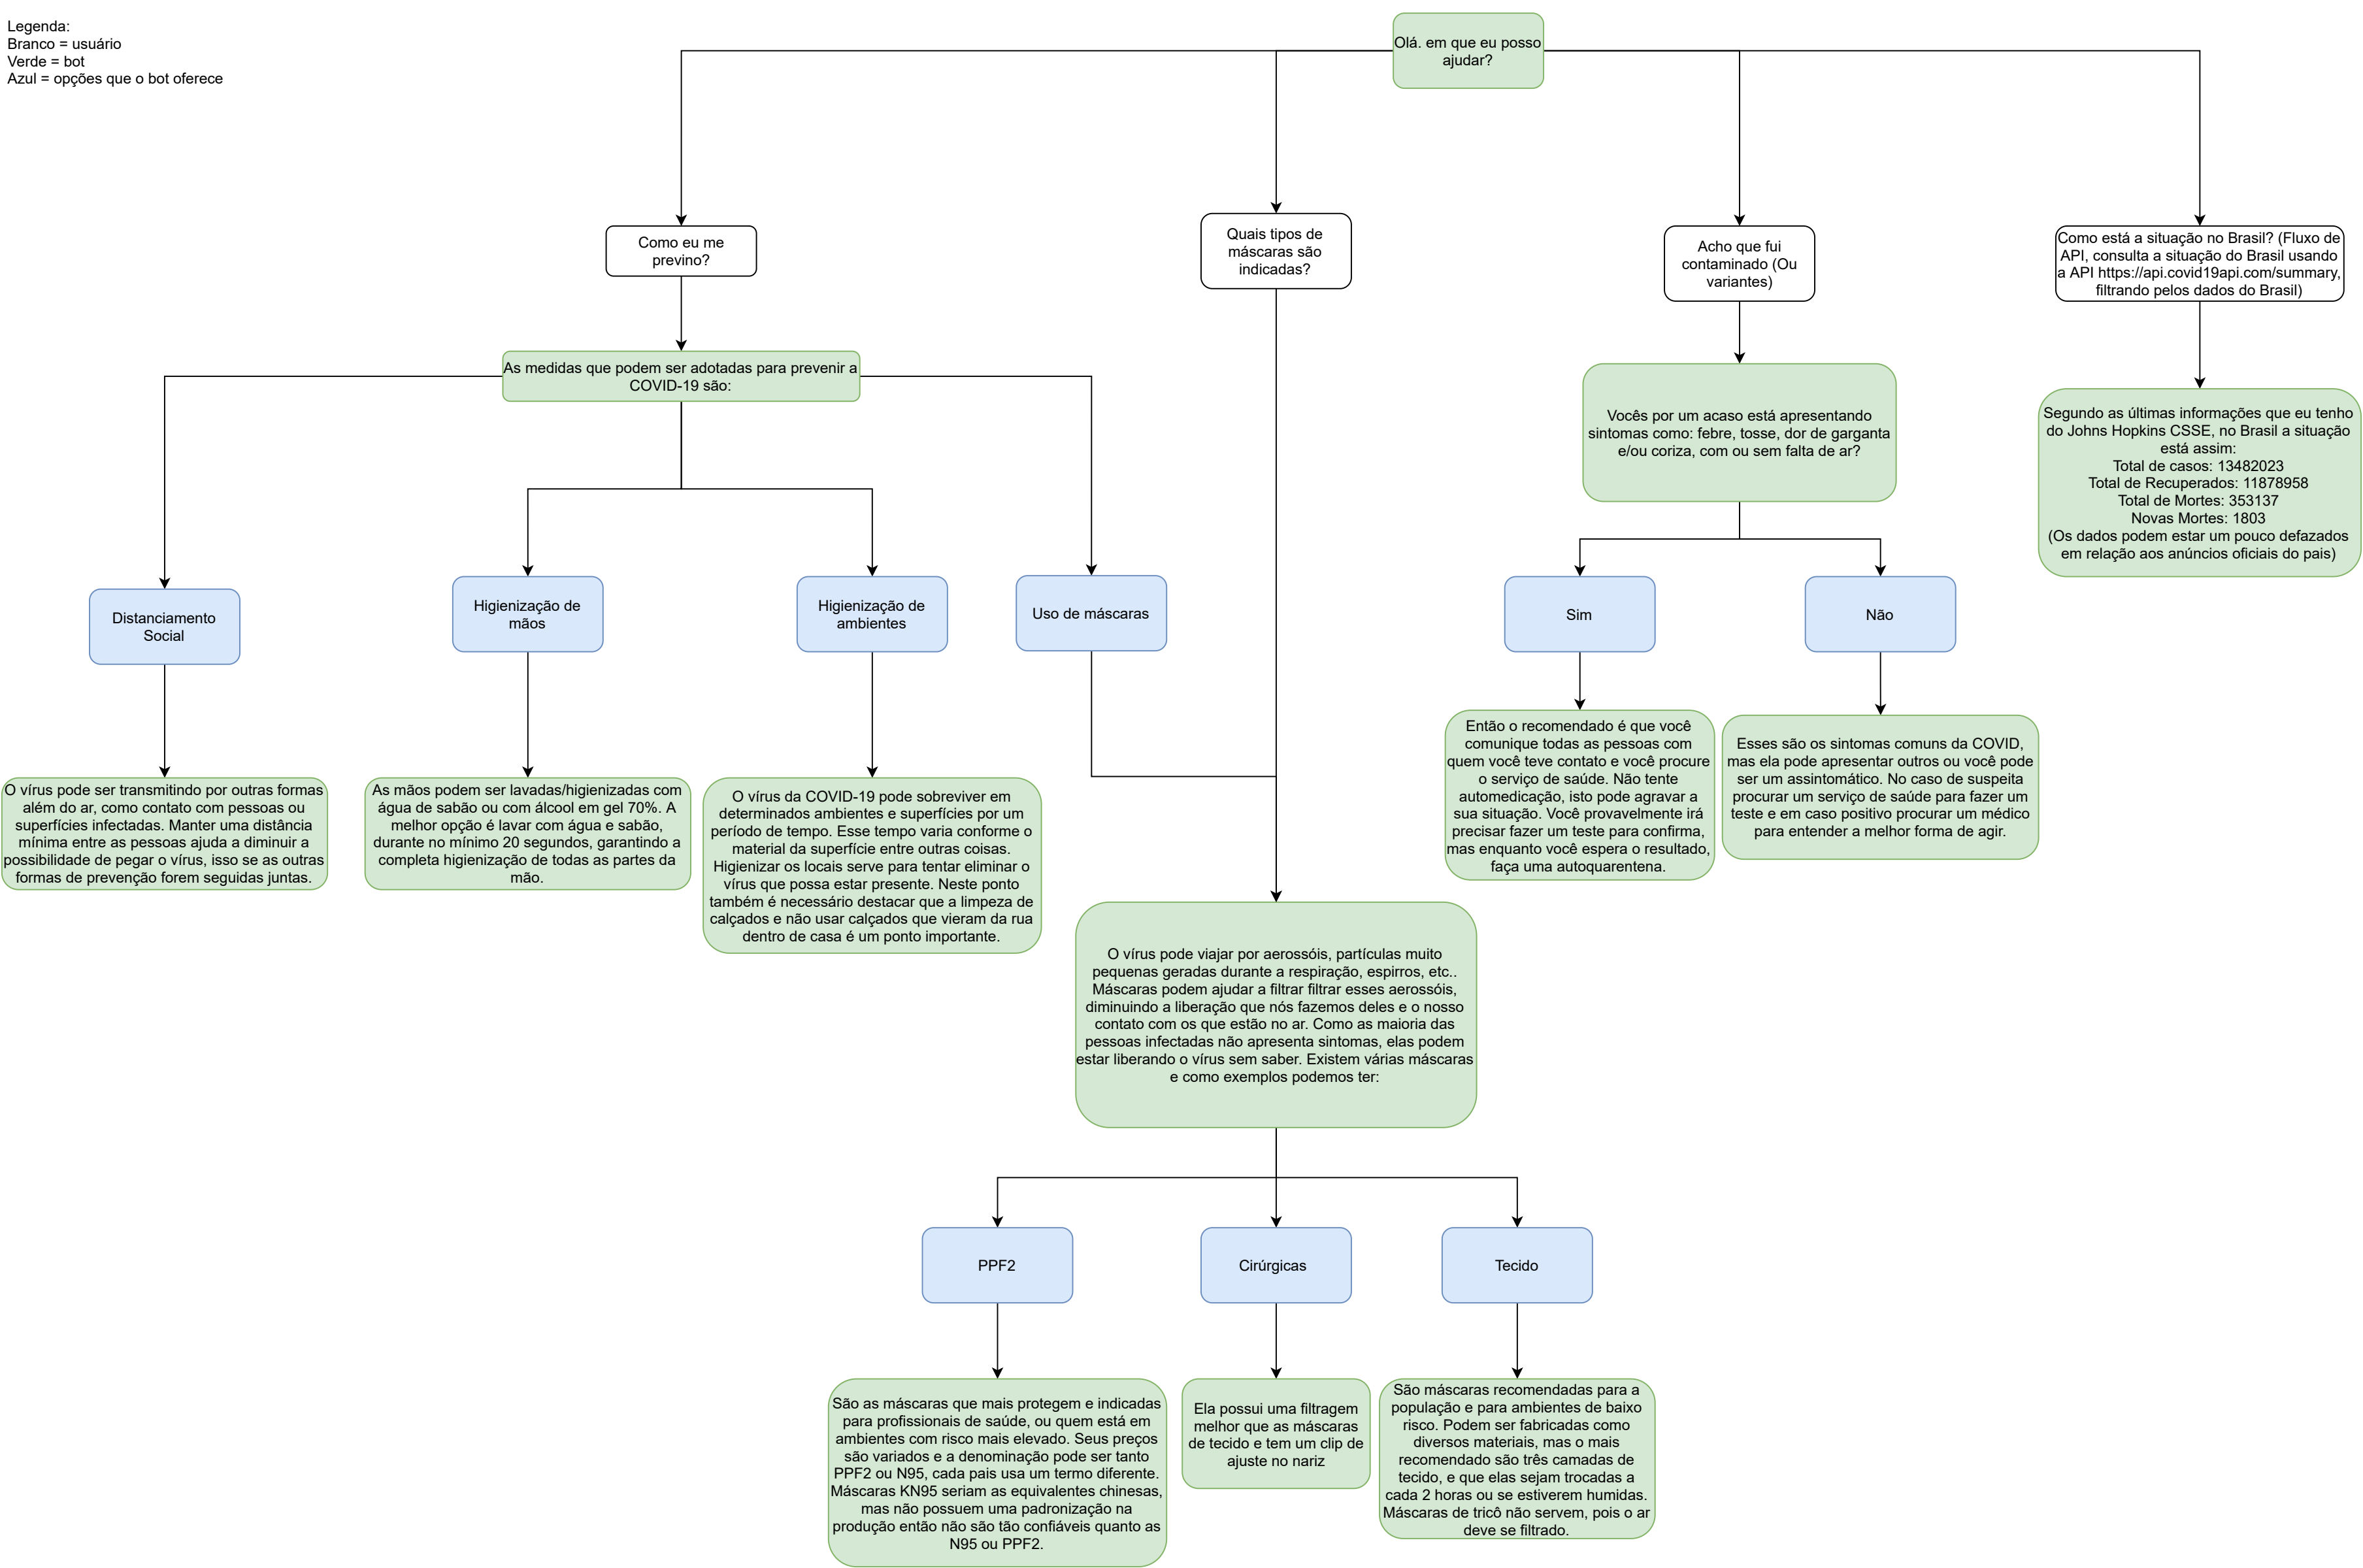 Legenda:
Branco = usuário
Verde = bot
Azul = opções que o bot oferece
Olá. em que eu posso
ajudar?
Como eu me
previno?
Quais tipos de
máscaras são
indicadas?
Acho que fui
contaminado (Ou
variantes)
Como está a situação no Brasil? (Fluxo de
API, consulta a situação do Brasil usando
a API https://api.covid19api.com/summary,
filtrando pelos dados do Brasil)
As medidas que podem ser adotadas para prevenir a
COVID-19 são:
Vocês por um acaso está apresentando
sintomas como: febre, tosse, dor de garganta
e/ou coriza, com ou sem falta de ar?
Segundo as últimas informações que eu tenho
do Johns Hopkins CSSE, no Brasil a situação
está assim:
Total de casos: 13482023
Total de Recuperados: 11878958
Total de Mortes: 353137
Novas Mortes: 1803
(Os dados podem estar um pouco defazados
em relação aos anúncios oficiais do pais)
Distanciamento
Social
Higienização de
mãos
Higienização de
ambientes
Uso de máscaras
Sim
Não
O vírus pode ser transmitindo por outras formas
além do ar, como contato com pessoas ou
superfícies infectadas. Manter uma distância
mínima entre as pessoas ajuda a diminuir a
possibilidade de pegar o vírus, isso se as outras
formas de prevenção forem seguidas juntas.
As mãos podem ser lavadas/higienizadas com
água de sabão ou com álcool em gel 70%. A
melhor opção é lavar com água e sabão,
durante no mínimo 20 segundos, garantindo a
completa higienização de todas as partes da
mão.
O vírus da COVID-19 pode sobreviver em
determinados ambientes e superfícies por um
período de tempo. Esse tempo varia conforme o
material da superfície entre outras coisas.
Higienizar os locais serve para tentar eliminar o
vírus que possa estar presente. Neste ponto
também é necessário destacar que a limpeza de
calçados e não usar calçados que vieram da rua
dentro de casa é um ponto importante.
Então o recomendado é que você
comunique todas as pessoas com
quem você teve contato e você procure
o serviço de saúde. Não tente
automedicação, isto pode agravar a
sua situação. Você provavelmente irá
precisar fazer um teste para confirma,
mas enquanto você espera o resultado,
faça uma autoquarentena.
Esses são os sintomas comuns da COVID,
mas ela pode apresentar outros ou você pode
ser um assintomático. No caso de suspeita
procurar um serviço de saúde para fazer um
teste e em caso positivo procurar um médico
para entender a melhor forma de agir.
O vírus pode viajar por aerossóis, partículas muito
pequenas geradas durante a respiração, espirros, etc..
Máscaras podem ajudar a filtrar filtrar esses aerossóis,
diminuindo a liberação que nós fazemos deles e o nosso
contato com os que estão no ar. Como as maioria das
pessoas infectadas não apresenta sintomas, elas podem
estar liberando o vírus sem saber. Existem várias máscaras
e como exemplos podemos ter:
PPF2
Cirúrgicas
Tecido
São as máscaras que mais protegem e indicadas
para profissionais de saúde, ou quem está em
ambientes com risco mais elevado. Seus preços
são variados e a denominação pode ser tanto
PPF2 ou N95, cada pais usa um termo diferente.
Máscaras KN95 seriam as equivalentes chinesas,
mas não possuem uma padronização na
produção então não são tão confiáveis quanto as
N95 ou PPF2.
Ela possui uma filtragem
melhor que as máscaras
de tecido e tem um clip de
ajuste no nariz
São máscaras recomendadas para a
população e para ambientes de baixo
risco. Podem ser fabricadas como
diversos materiais, mas o mais
recomendado são três camadas de
tecido, e que elas sejam trocadas a
cada 2 horas ou se estiverem humidas.
Máscaras de tricô não servem, pois o ar
deve se filtrado.